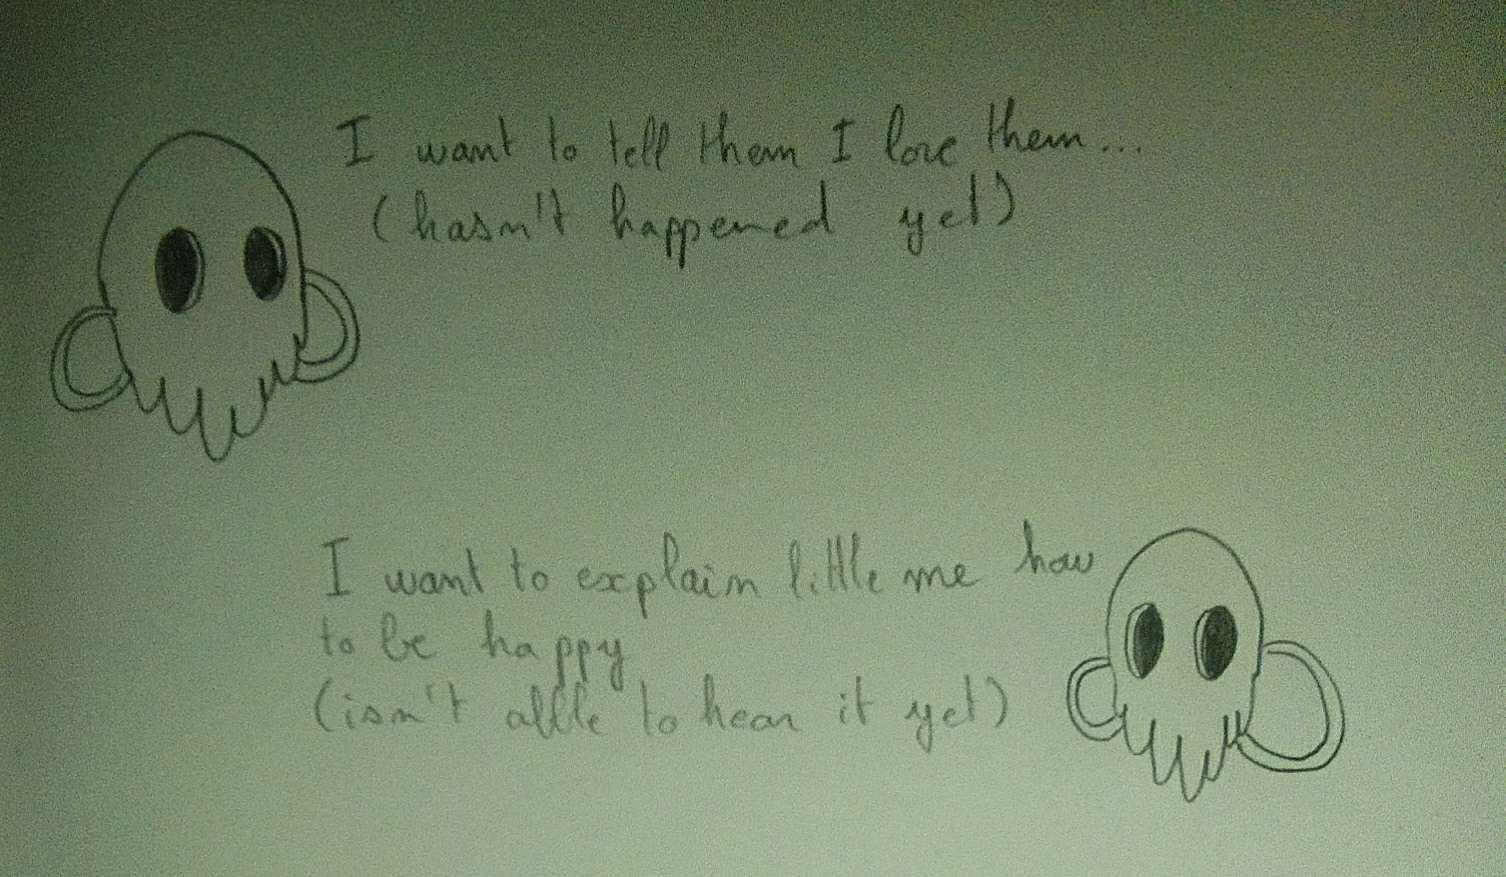 I want to tell them I love them...
(hasn't happened yet)
I want to explain little me how
to be happy
(isn't able to hear it yet)